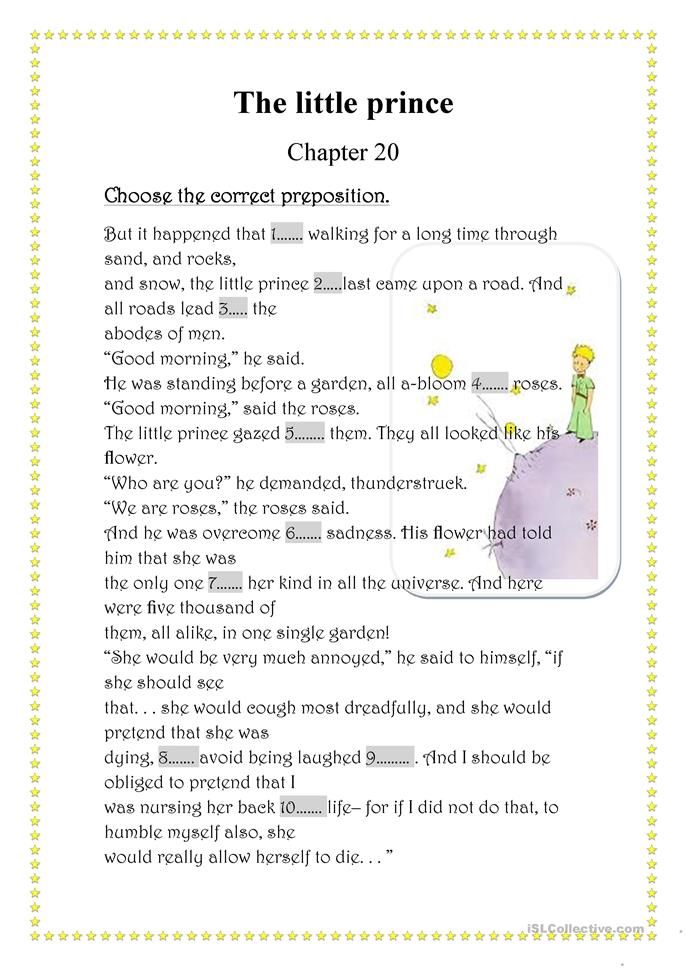 The little prince
Chapter 20
Choose the correct preposition.
But it happened that 1....... walking for a long time through
sand, and rocks,
and snow, the little prince 2.....last came upon a road. And
all roads lead 3..... the
abodes of men.
“Good morning,” he said.
He was standing before a garden, all a-bloom 4....... roses.
“Good morning,” said the roses.
The little prince gazed 5........ them. They all looked like his
flower.
“Who are you?” he demanded, thunderstruck.
“We are roses,” the roses said.
And he was overcome 6....... sadness. His flower had told
him that she was
the only one 7....... her kind in all the universe. And here
were five thousand of
them, all alike, in one single garden!
“She would be very much annoyed,” he said to himself, “if
she should see
that. . . she would cough most dreadfully, and she would
pretend that she was
dying, 8....... avoid being laughed 9......... . And I should be
obliged to pretend that I
was nursing her back 10....... life– for if I did not do that, to
humble myself also, she
would really allow herself to die. . . ”
iSLCollective.com